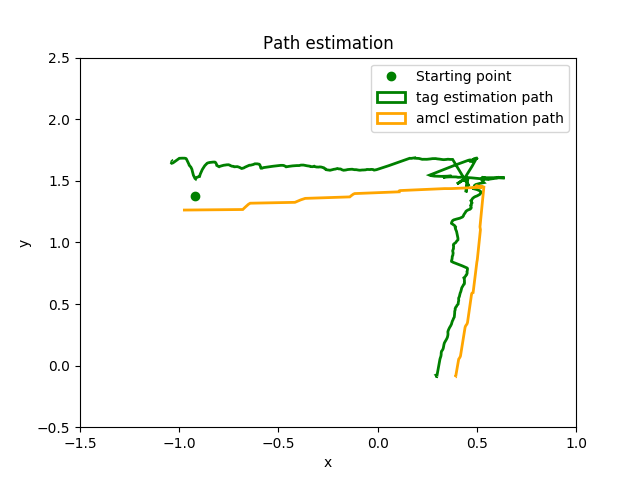 Path estimation
2.5
2.0
1.5
1.0
0.5
0.0
−0.5
y
Starting point
tag estimation path
amcl estimation path
−1.5
−1.0
−0.5
0.0
0.5
1.0
x